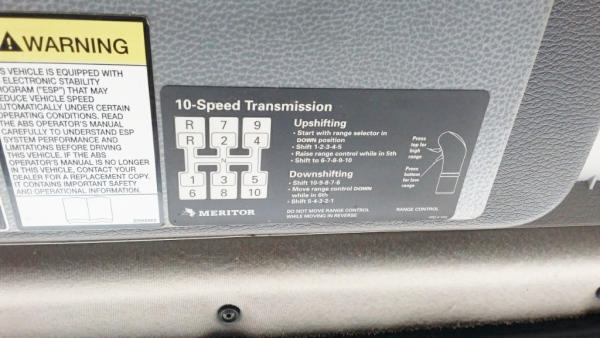 WARNING
S VEHICLE IS EQUIPPED WITH
ELECTRONIC STABILITY
ROGRAM ("ESP") THAT MAY
EDUCE VEHICLE SPEED
UTOMATICALLY UNDER CERTAIN
OPERATING CONDITIONS. READ
THE ABS OPERATOR'S MANUAL
CAREFULLY TO UNDERSTAND ESP
SYSTEM PERFORMANCE AND
LIMITATIONS BEFORE DRIVING
THIS VEHICLE. IF THE ABS
OPERATOR'S MANUAL IS NO LONGER
IN THIS VEHICLE, CONTACT YOUR
DEALER FOR A REPLACEMENT COPY.
IT CONTAINS IMPORTANT SAFETY
AND OPERATIONAL INFORMATION.
10-Speed Transmission
R 7 9
R 2 4
N
1 3 5
6 8 10
MERITOR
Upshifting
• Start with range selector in
DOWN position
• Shift 1-2-3-4-5
• Raise range control while in 5th
• Shift to 6-7-8-9-10
Downshifting
• Shift 10-9-8-7-6
• Move range control DOWN
while in 6th
• Shift 5-4-3-2-1
DO NOT MOVE RANGE CONTROL
WHILE MOVING IN REVERSE
Press
top for
high
range
Press
bottom
for low
range
RANGE CONTROL